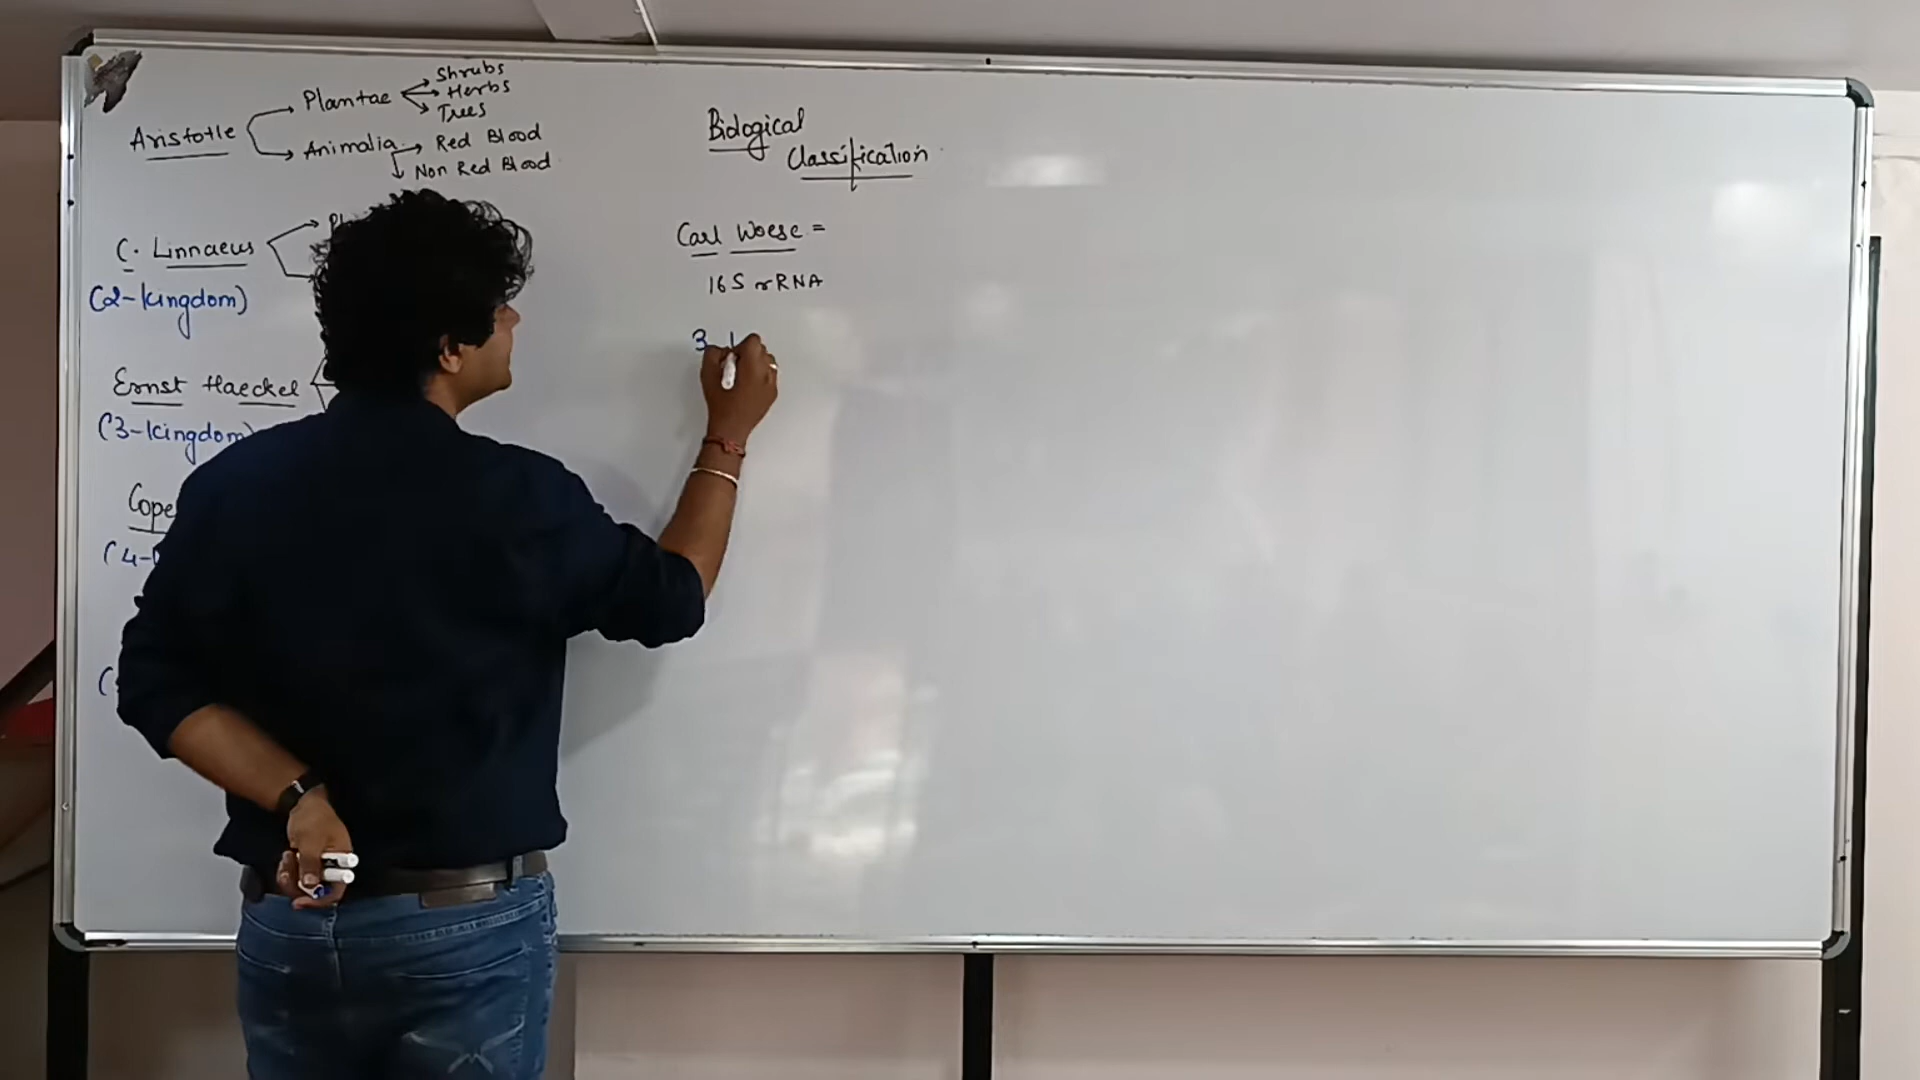 Shrubs
Plantae Herbs
Trees
Aristotle
Animalia Red Blood
Non Red Blood
Biological
Classification
C. Linnaeus
(2-kingdom)
Ernst Haeckel
(3-kingdom)
(4-
Carl Woese =
16S rRNA
3